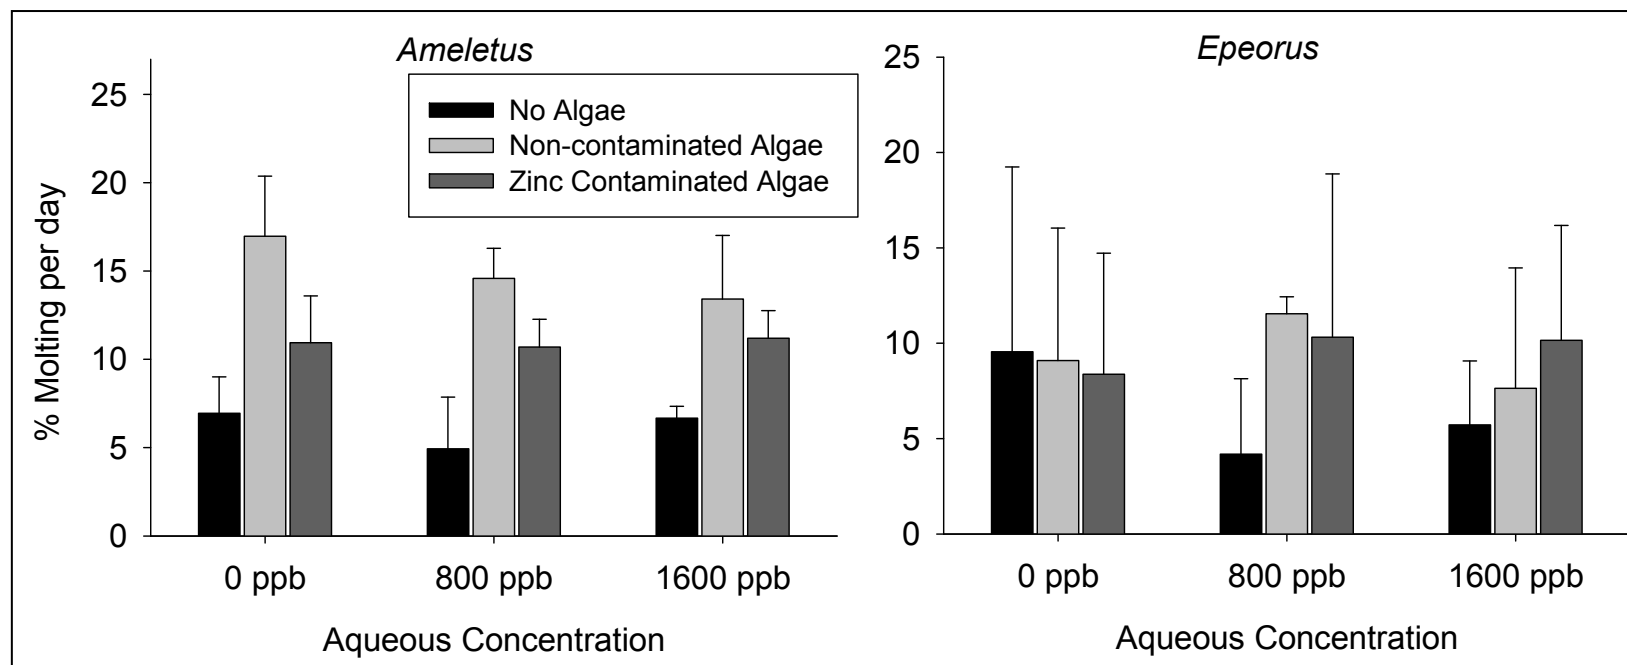 Ameletus
No Algae
Non-contaminated Algae
Zinc Contaminated Algae
% Molting per day
25
20
15
10
5
0
0 ppb
800 ppb
1600 ppb
Aqueous Concentration
Epeorus
25
20
15
10
5
0
0 ppb
800 ppb
1600 ppb
Aqueous Concentration